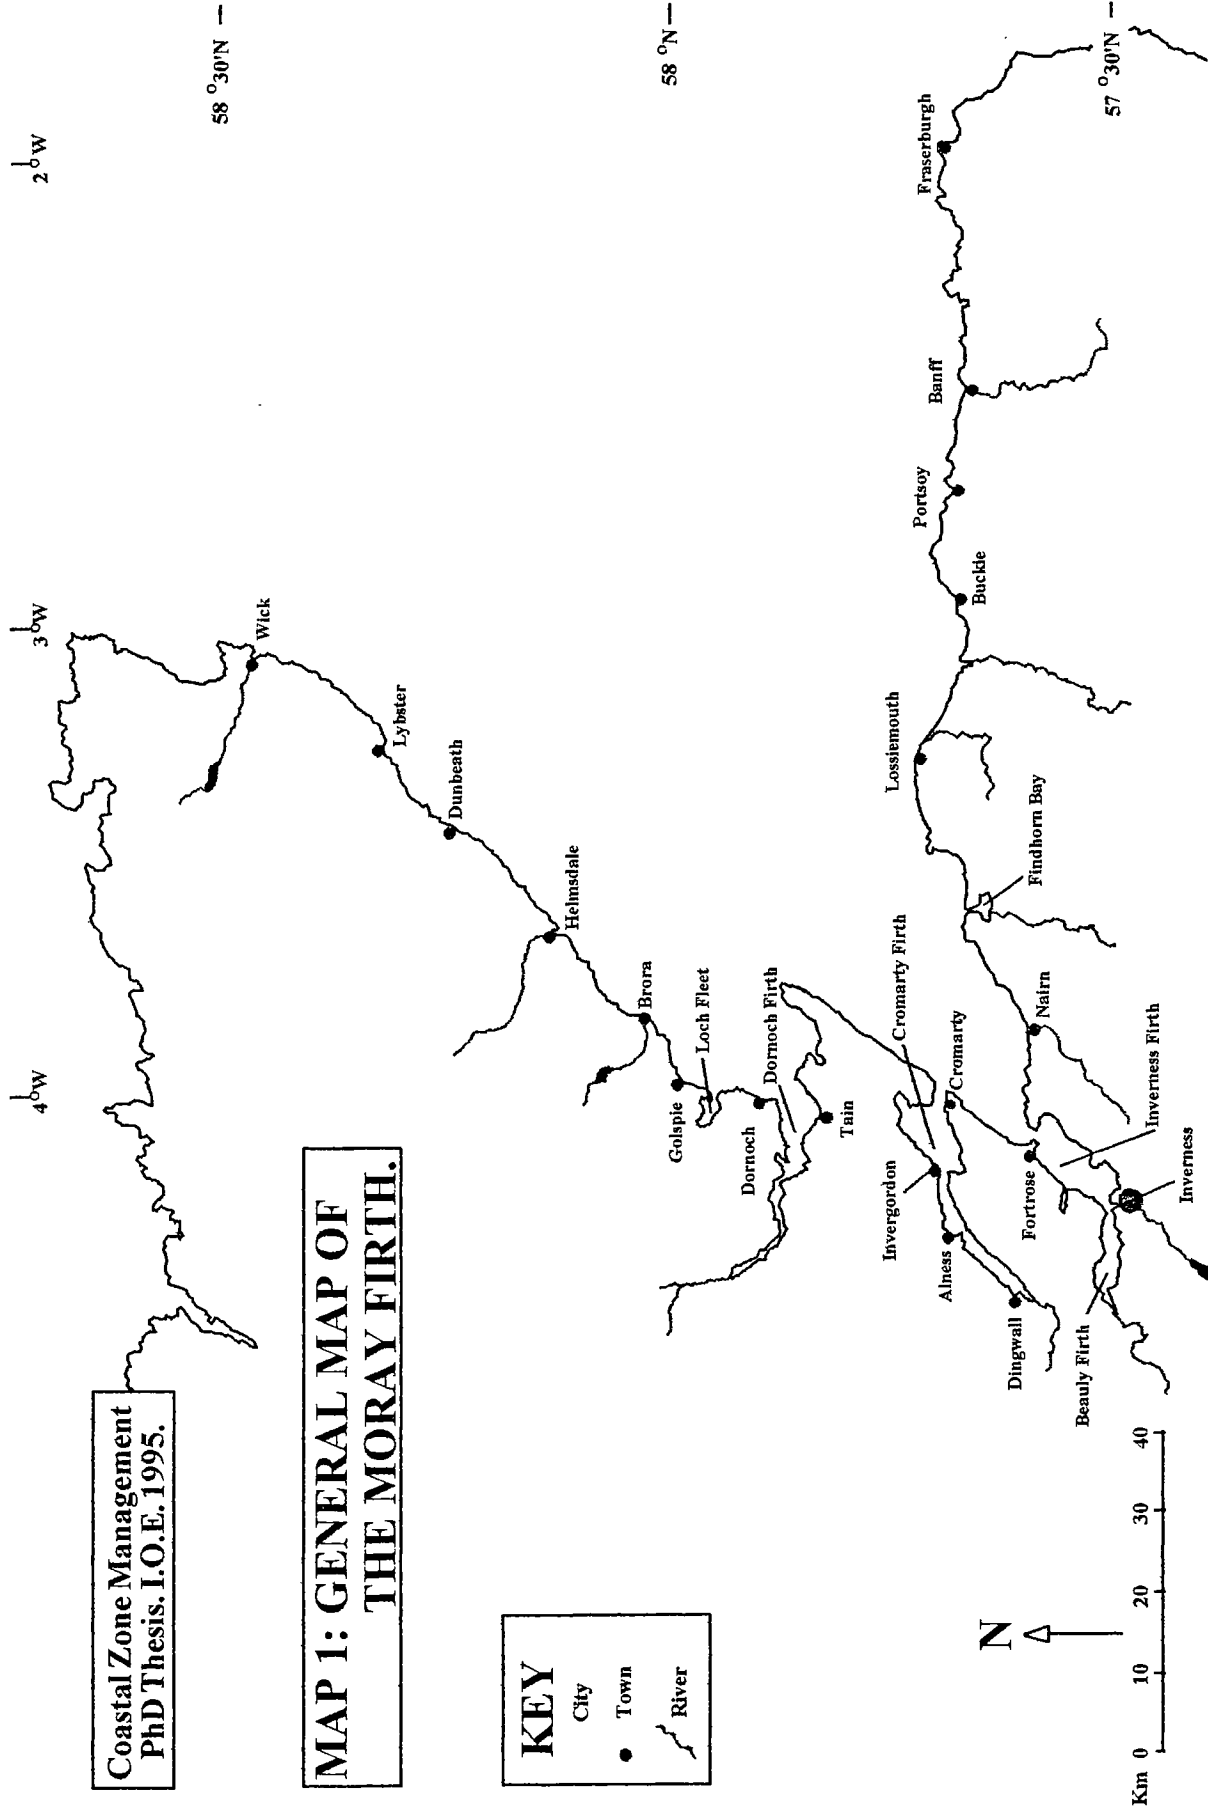 Coastal Zone Management
PhD Thesis. I.O.E. 1995.
MAP 1: GENERAL MAP OF
THE MORAY FIRTH.
KEY
City
Town
River
N
Km 0 10 20 30 40
4°W
3°W
2°W
58°30'N
58°N
57°30'N
Wick
Lybster
Dunbeath
Helmsdale
Brora
Golspie
Loch Fleet
Dornoch
Dornoch Firth
Tain
Cromarty Firth
Invergordon
Cromarty
Alness
Dingwall
Fortrose
Beauly Firth
Inverness
Inverness Firth
Nairn
Findhorn Bay
Lossiemouth
Buckie
Portsoy
Banff
Fraserburgh